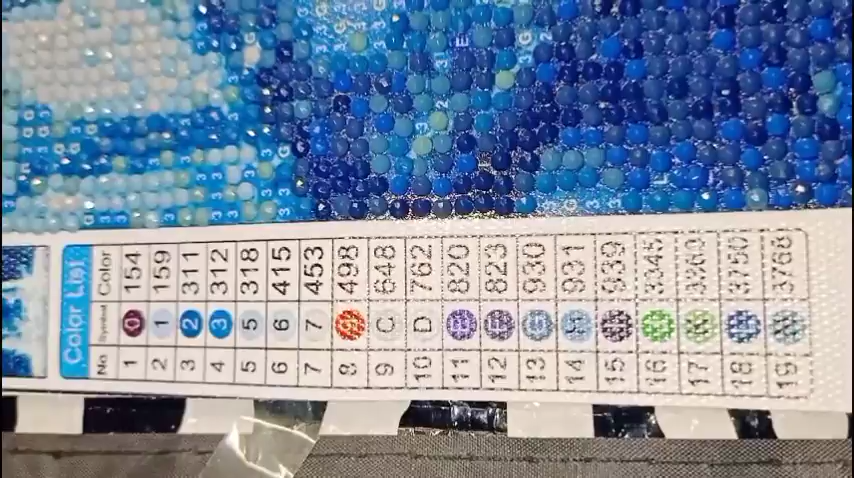 Color List
No Symbol Color
1 154
2 1 159
3 2 311
4 3 312
5 5 318
6 6 415
7 7 453
8 498
9 C 648
10 D 762
11 E 820
12 823
13 G 930
14 931
15 939
16 3345
17 3363
18 3750
19 3768